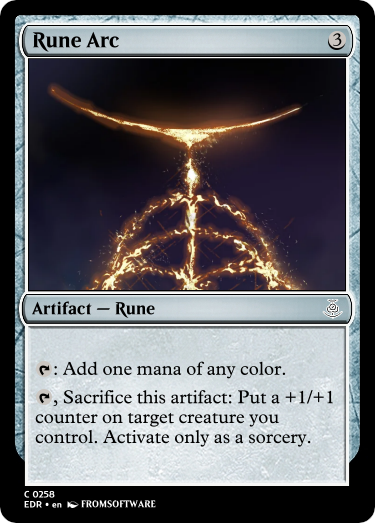 Rune Arc 3
Artifact — Rune
: Add one mana of any color.
, Sacrifice this artifact: Put a +1/+1
counter on target creature you
control. Activate only as a sorcery.
C 0258
EDR • en FROMSOFTWARE